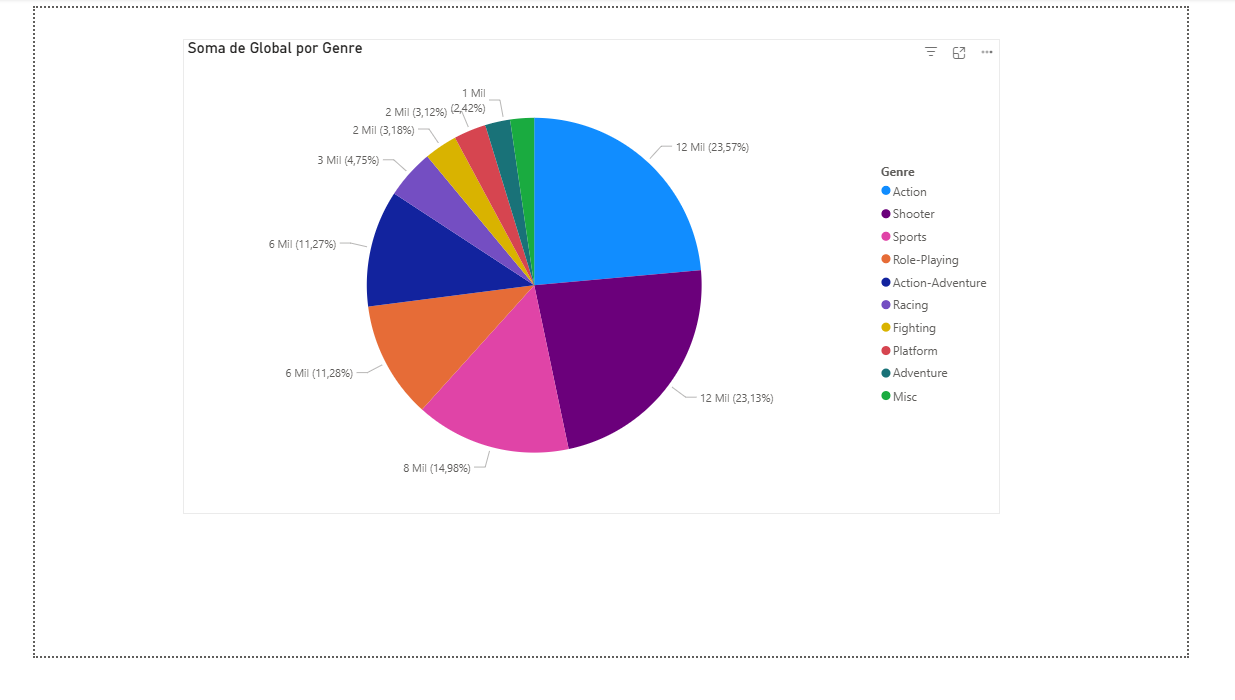 Soma de Global por Genre
1 Mil
(2,42%)
2 Mil (3,12%)
2 Mil (3,18%)
3 Mil (4,75%)
6 Mil (11,27%)
6 Mil (11,28%)
8 Mil (14,98%)
12 Mil (23,57%)
12 Mil (23,13%)
Genre
Action
Shooter
Sports
Role-Playing
Action-Adventure
Racing
Fighting
Platform
Adventure
Misc